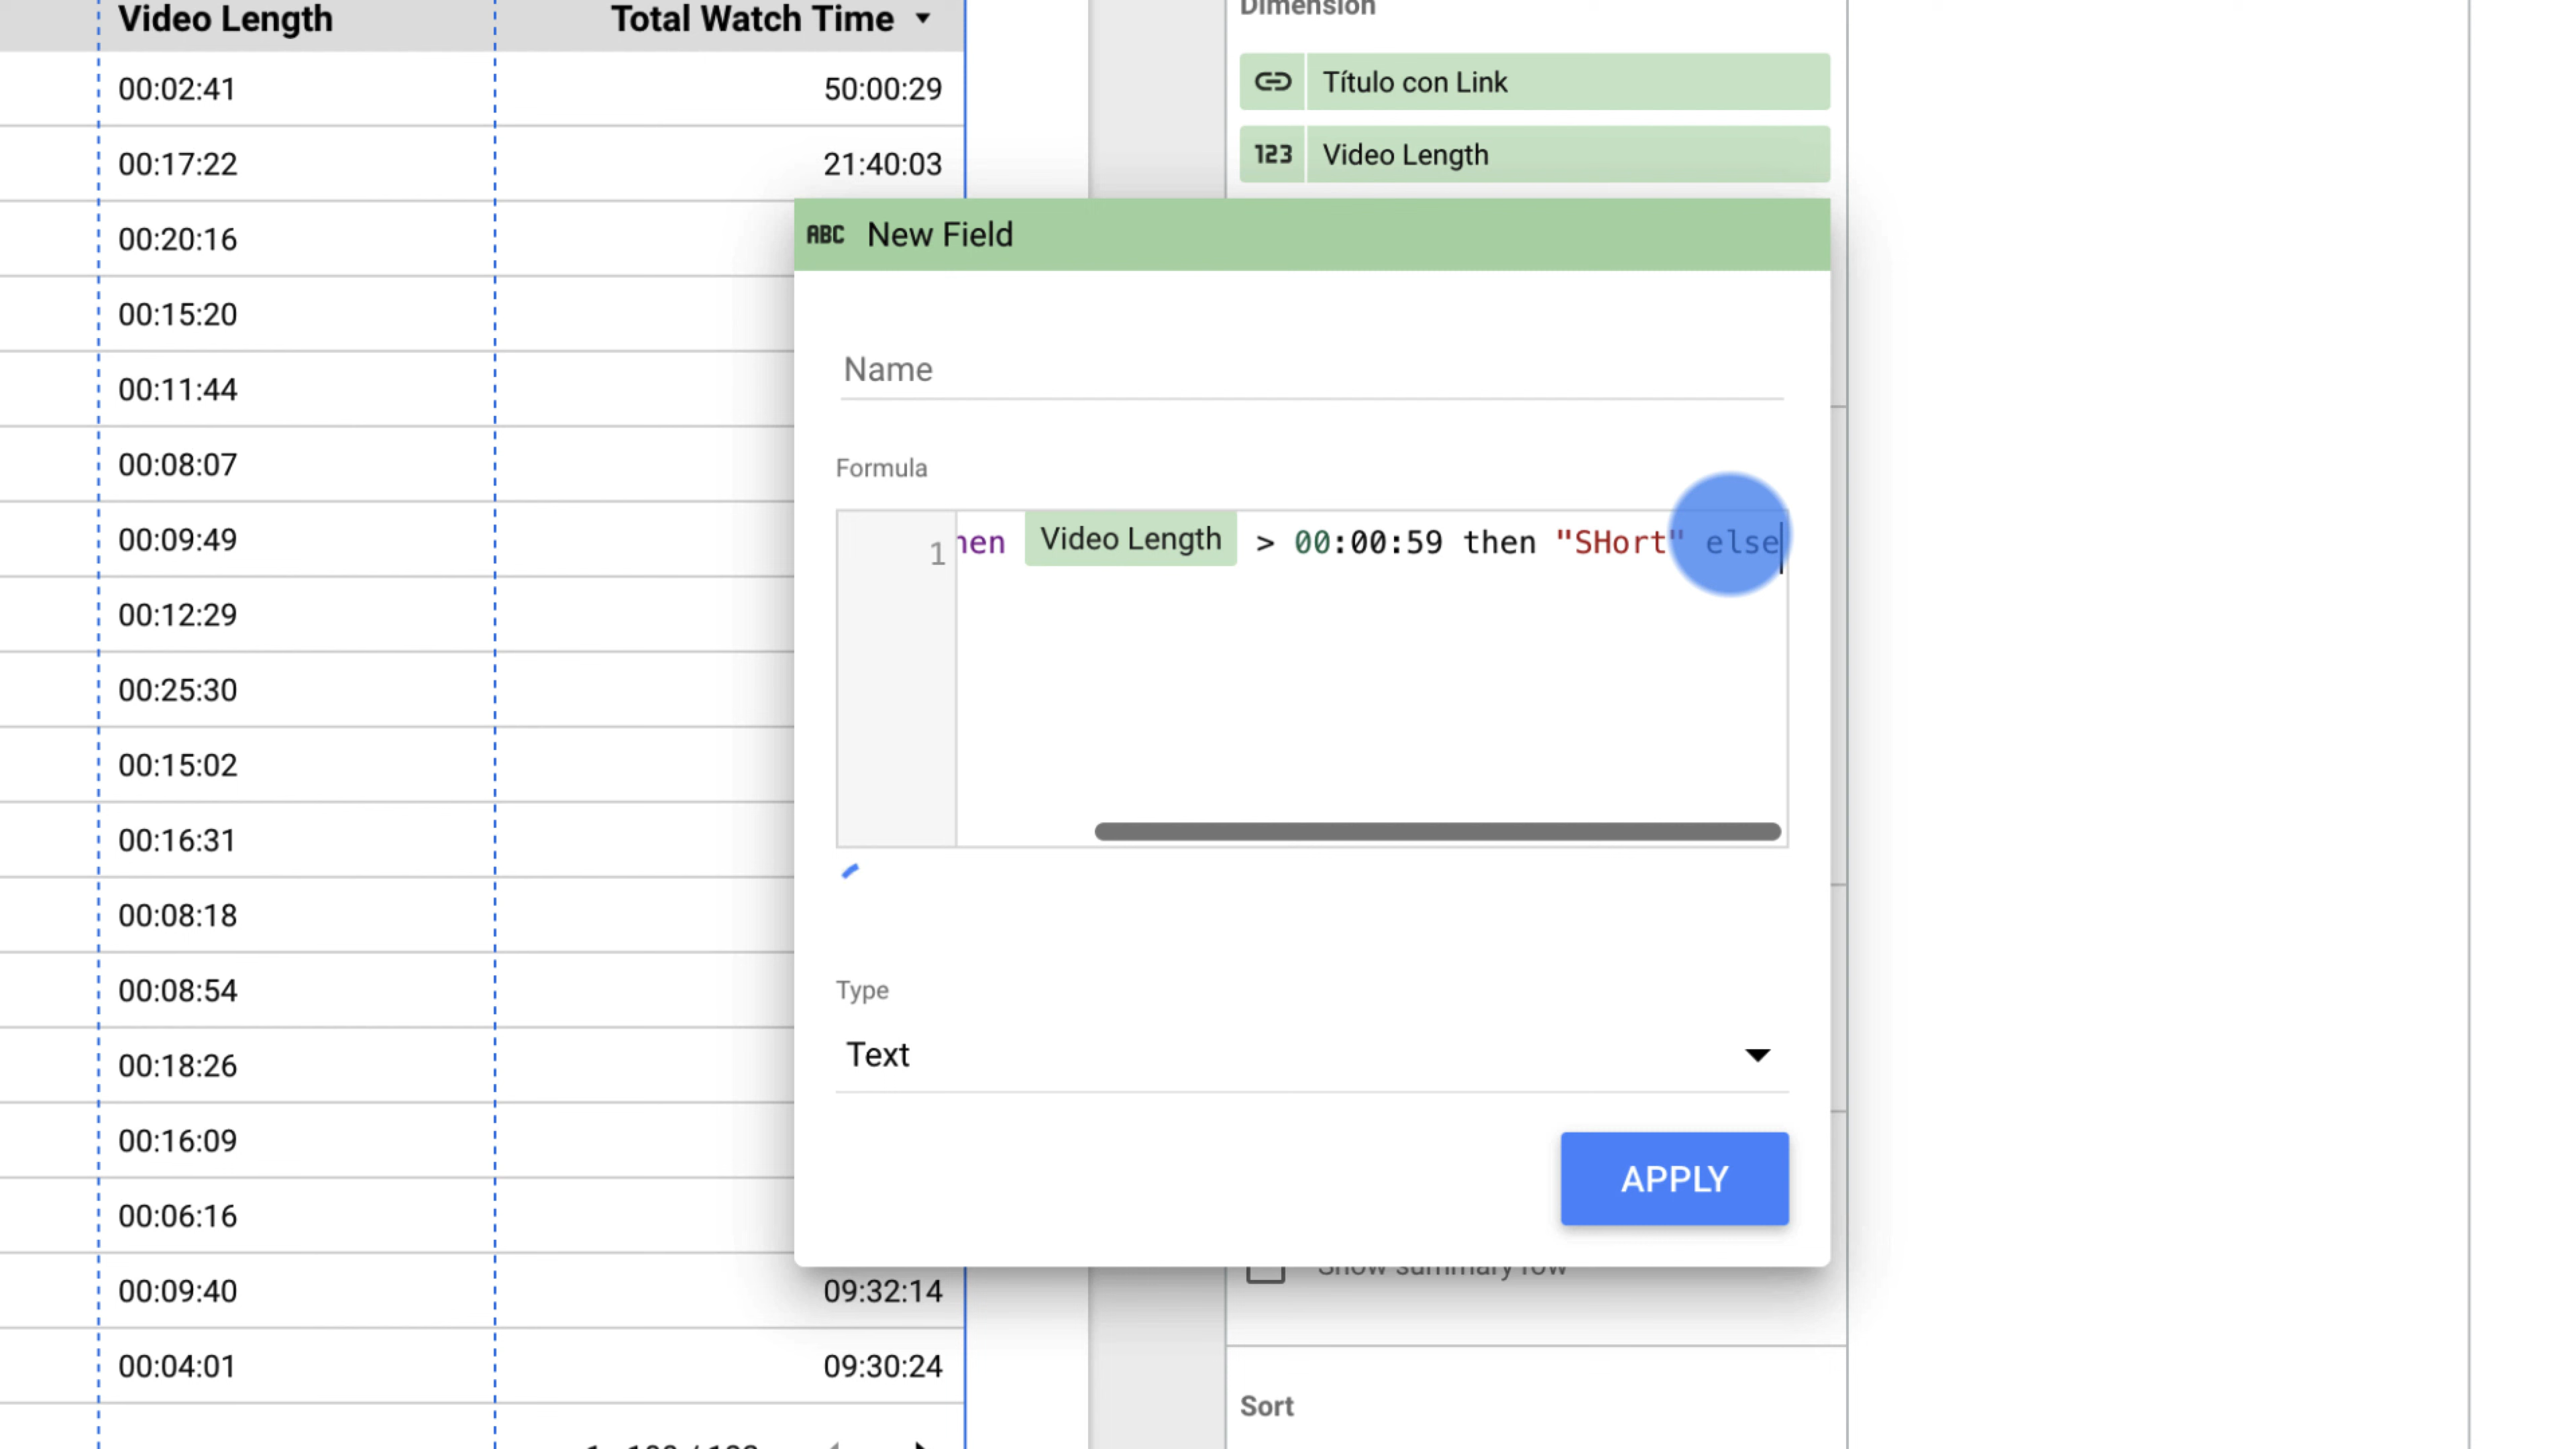 Video Length Total Watch Time
00:02:41 50:00:29
00:17:22 21:40:03
00:20:16
00:15:20
00:11:44
00:08:07
00:09:49
00:12:29
00:25:30
00:15:02
00:16:31
00:08:18
00:08:54
00:18:26
00:16:09
00:06:16
00:09:40 09:32:14
00:04:01 09:30:24
Dimension
Título con Link
123 Video Length
ABC New Field
Name
Formula
1 hen Video Length > 00:00:59 then "SHort" else
Type
Text
APPLY
Show summary row
Sort